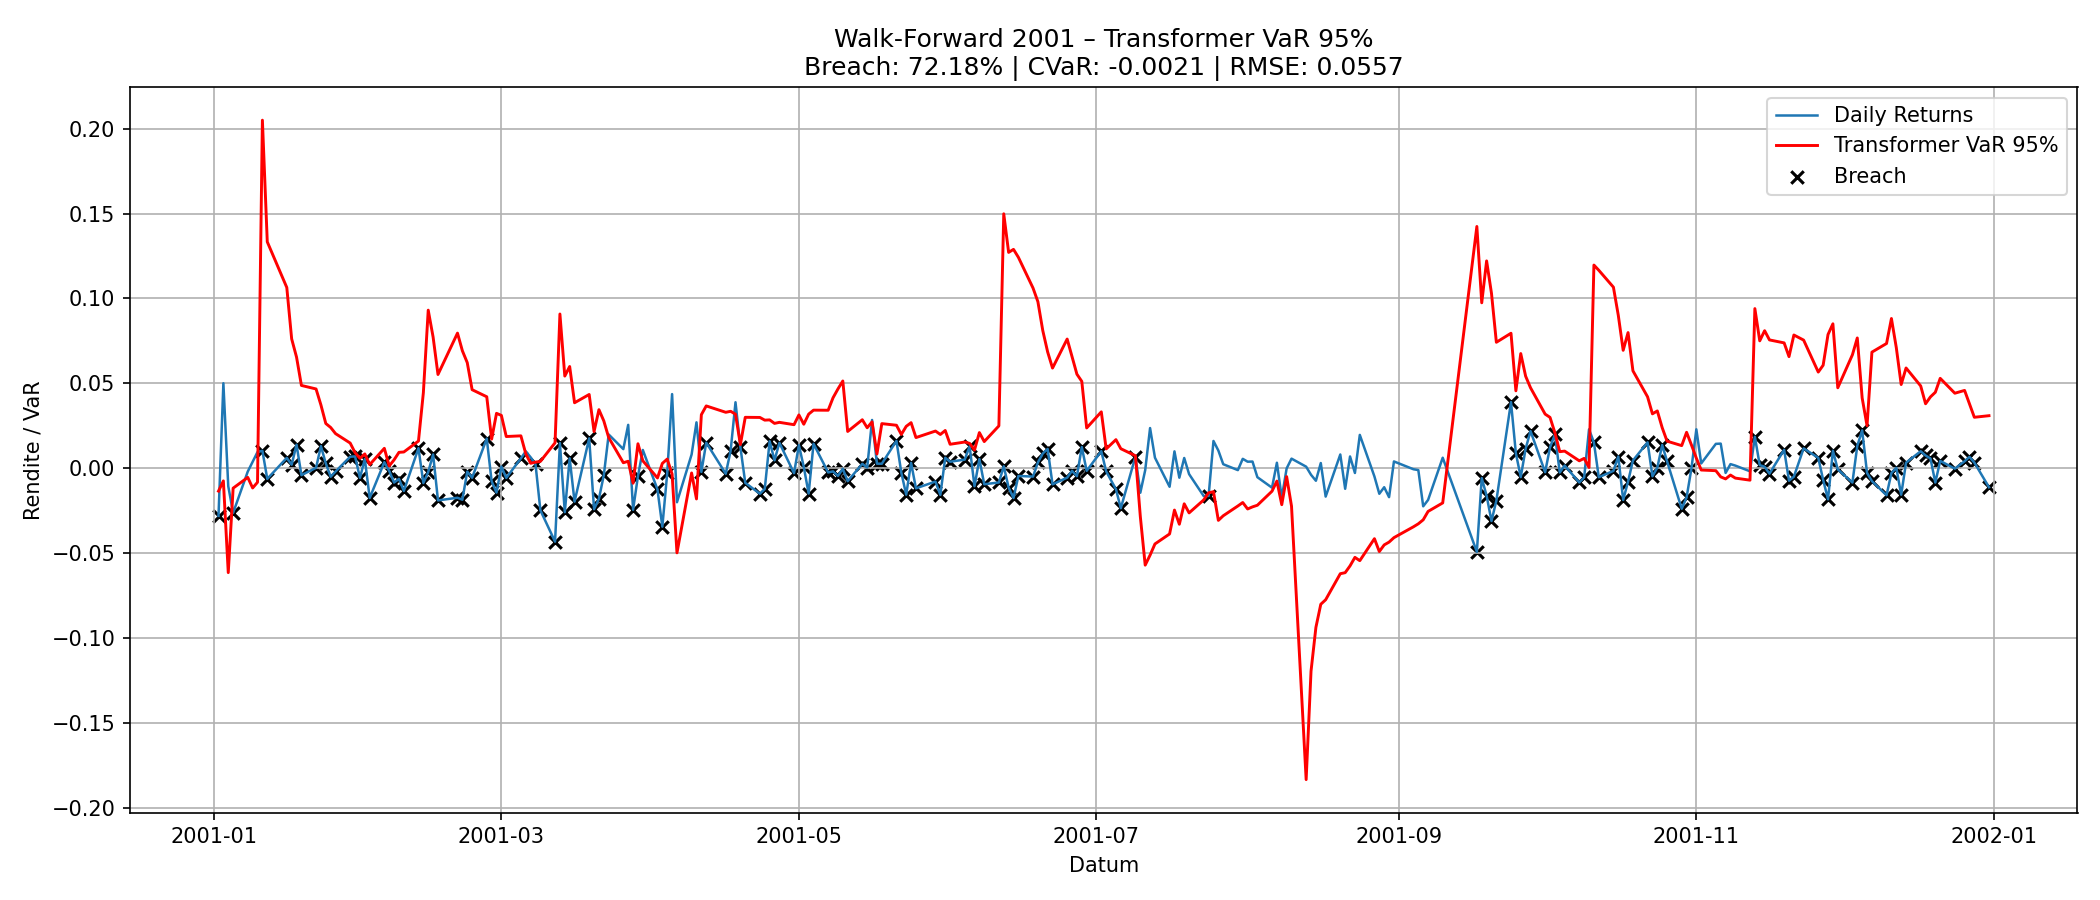 Walk-Forward 2001 – Transformer VaR 95%
Breach: 72.18% | CVaR: -0.0021 | RMSE: 0.0557
Daily Returns
Transformer VaR 95%
Breach
Rendite / VaR
0.20
0.15
0.10
0.05
0.00
−0.05
−0.10
−0.15
−0.20
2001-01
2001-03
2001-05
2001-07
2001-09
2001-11
2002-01
Datum